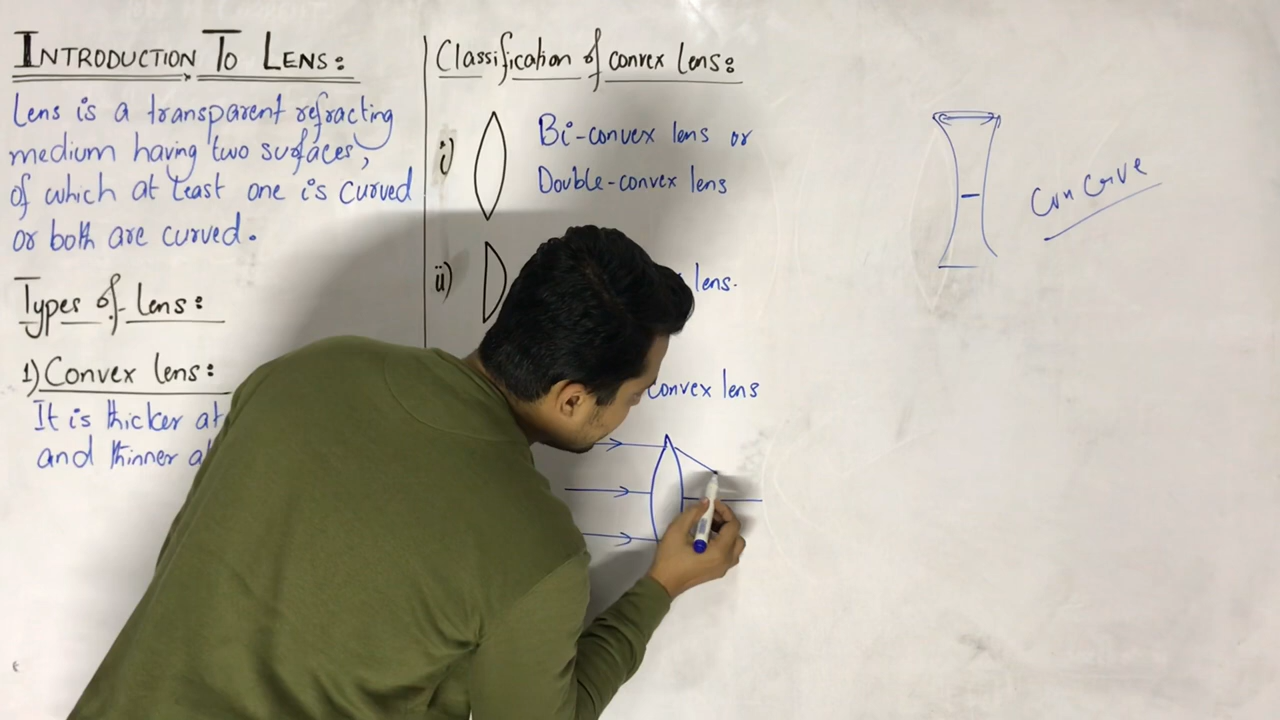 INTRODUCTION TO LENS:
Lens is a transparent refracting
medium having two surfaces,
of which at least one is curved
or both are curved.
Types of lens:
1) Convex lens:
It is thicker at
and thinner
Classification of convex lens:
i) Bi-convex lens or
Double-convex lens
ii) lens.
convex lens
Concave